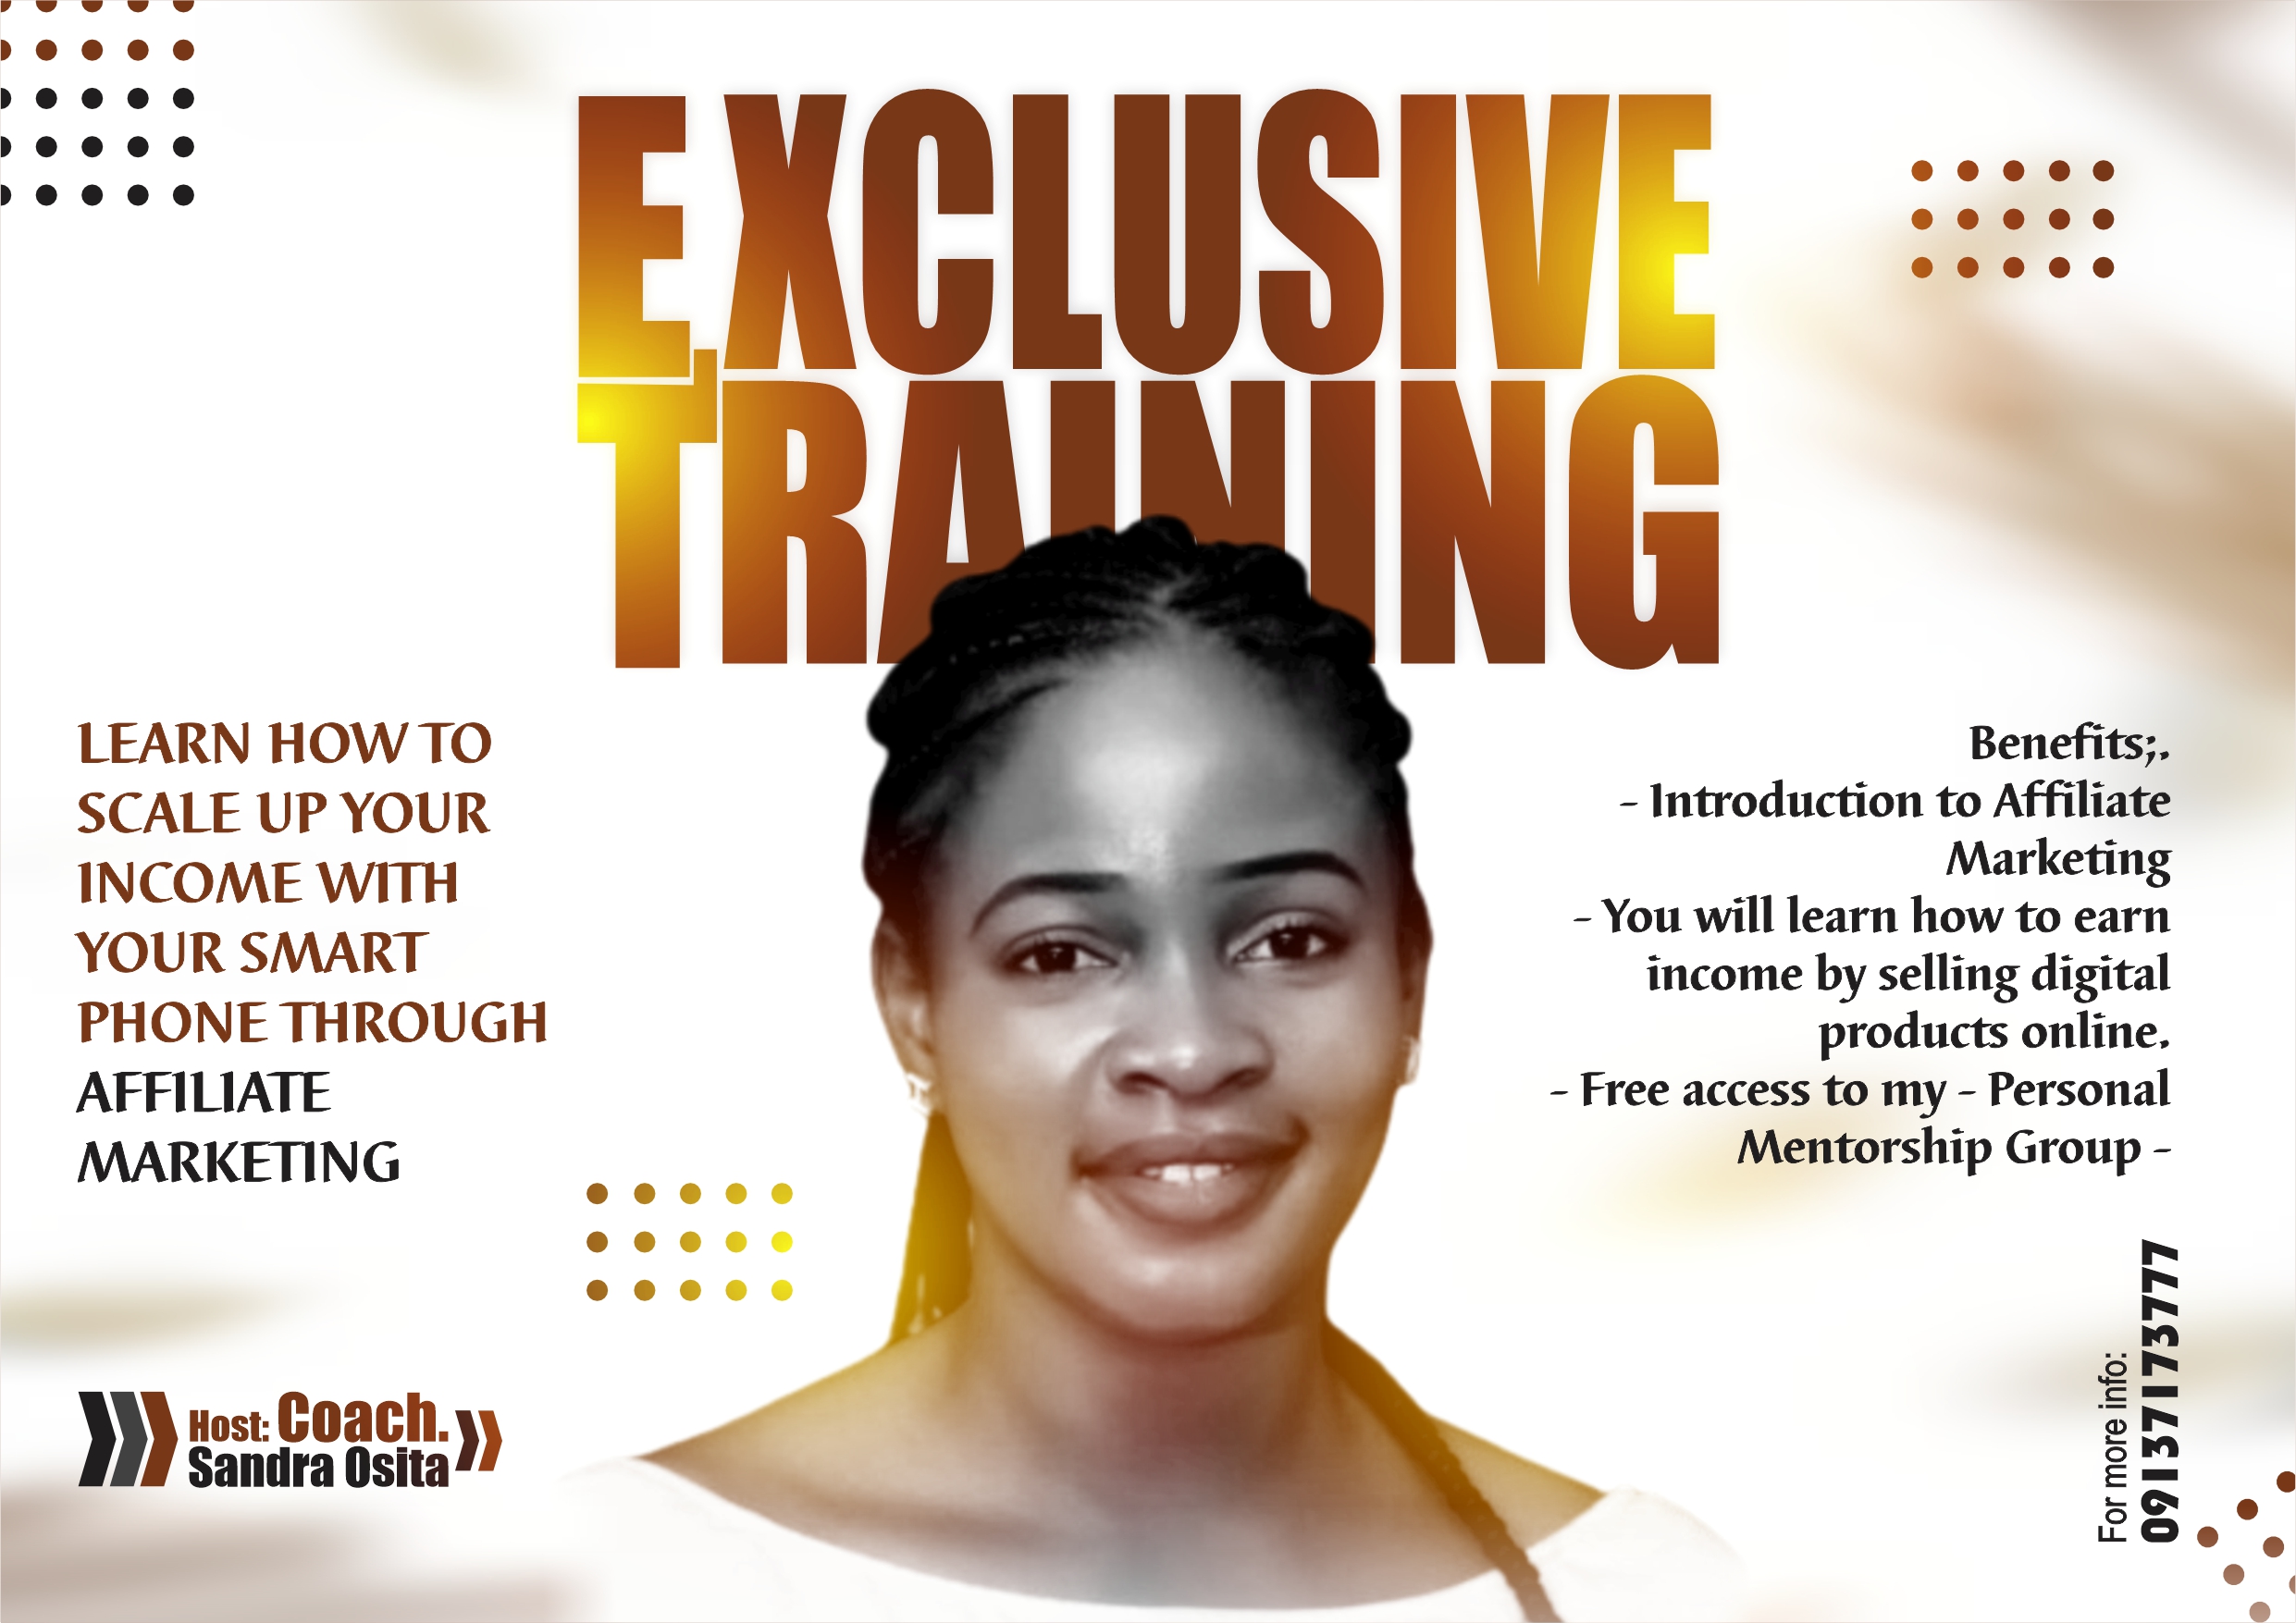 EXCLUSIVE
TRAINING
LEARN HOW TO
SCALE UP YOUR
INCOME WITH
YOUR SMART
PHONE THROUGH
AFFILIATE
MARKETING
Benefits;.
- Introduction to Affiliate
Marketing
- You will learn how to earn
income by selling digital
products online.
- Free access to my - Personal
Mentorship Group -
Host: Coach.
Sandra Osita
For more info:
09137173777